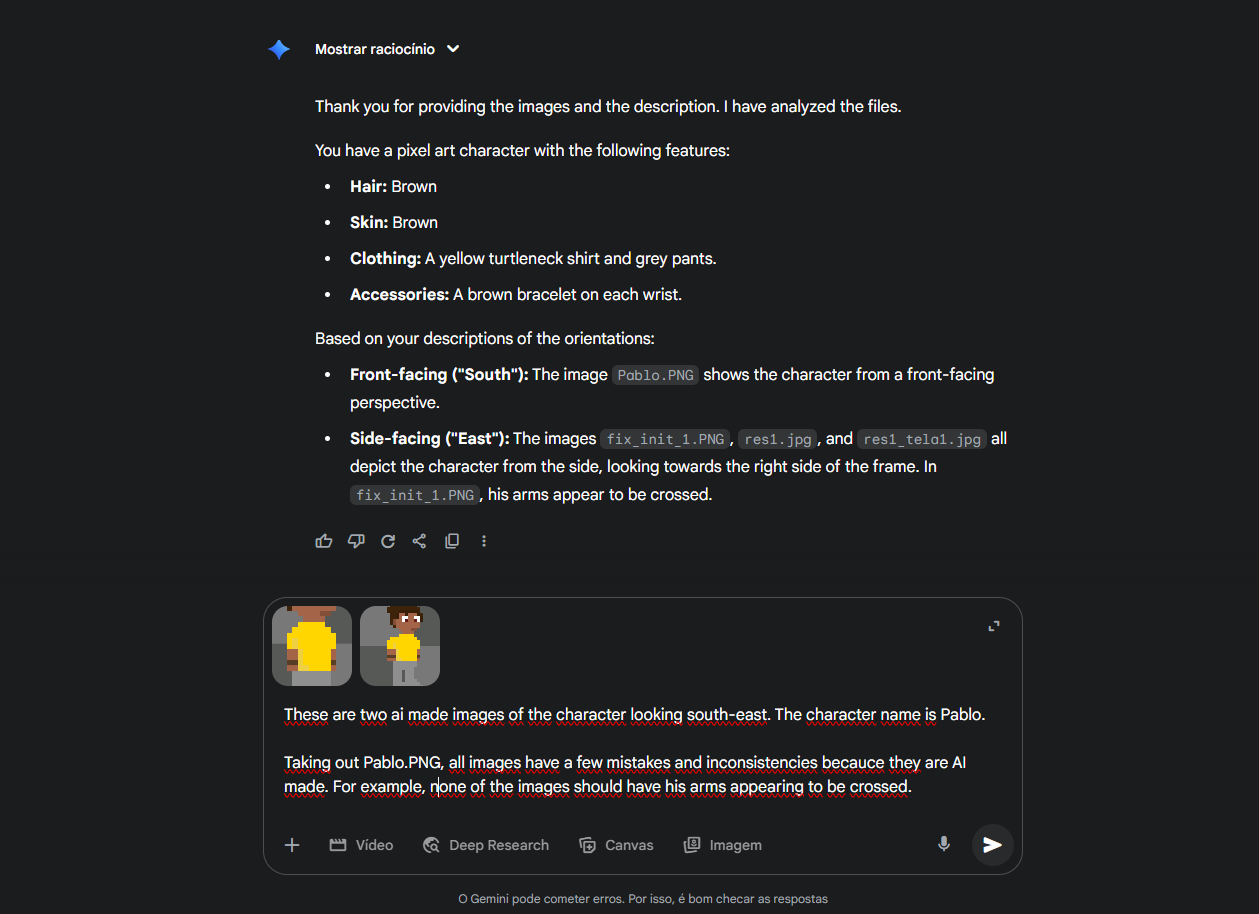 Mostrar raciocínio
Thank you for providing the images and the description. I have analyzed the files.
You have a pixel art character with the following features:
• Hair: Brown
• Skin: Brown
• Clothing: A yellow turtleneck shirt and grey pants.
• Accessories: A brown bracelet on each wrist.
Based on your descriptions of the orientations:
• Front-facing ("South"): The image Pablo.PNG shows the character from a front-facing
perspective.
• Side-facing ("East"): The images fix_init_1.PNG, res1.jpg, and res1_tela1.jpg all
depict the character from the side, looking towards the right side of the frame. In
fix_init_1.PNG, his arms appear to be crossed.
These are two ai made images of the character looking south-east. The character name is Pablo.
Taking out Pablo.PNG, all images have a few mistakes and inconsistencies becauce they are AI
made. For example, none of the images should have his arms appearing to be crossed.
Vídeo Deep Research Canvas Imagem
O Gemini pode cometer erros. Por isso, é bom checar as respostas